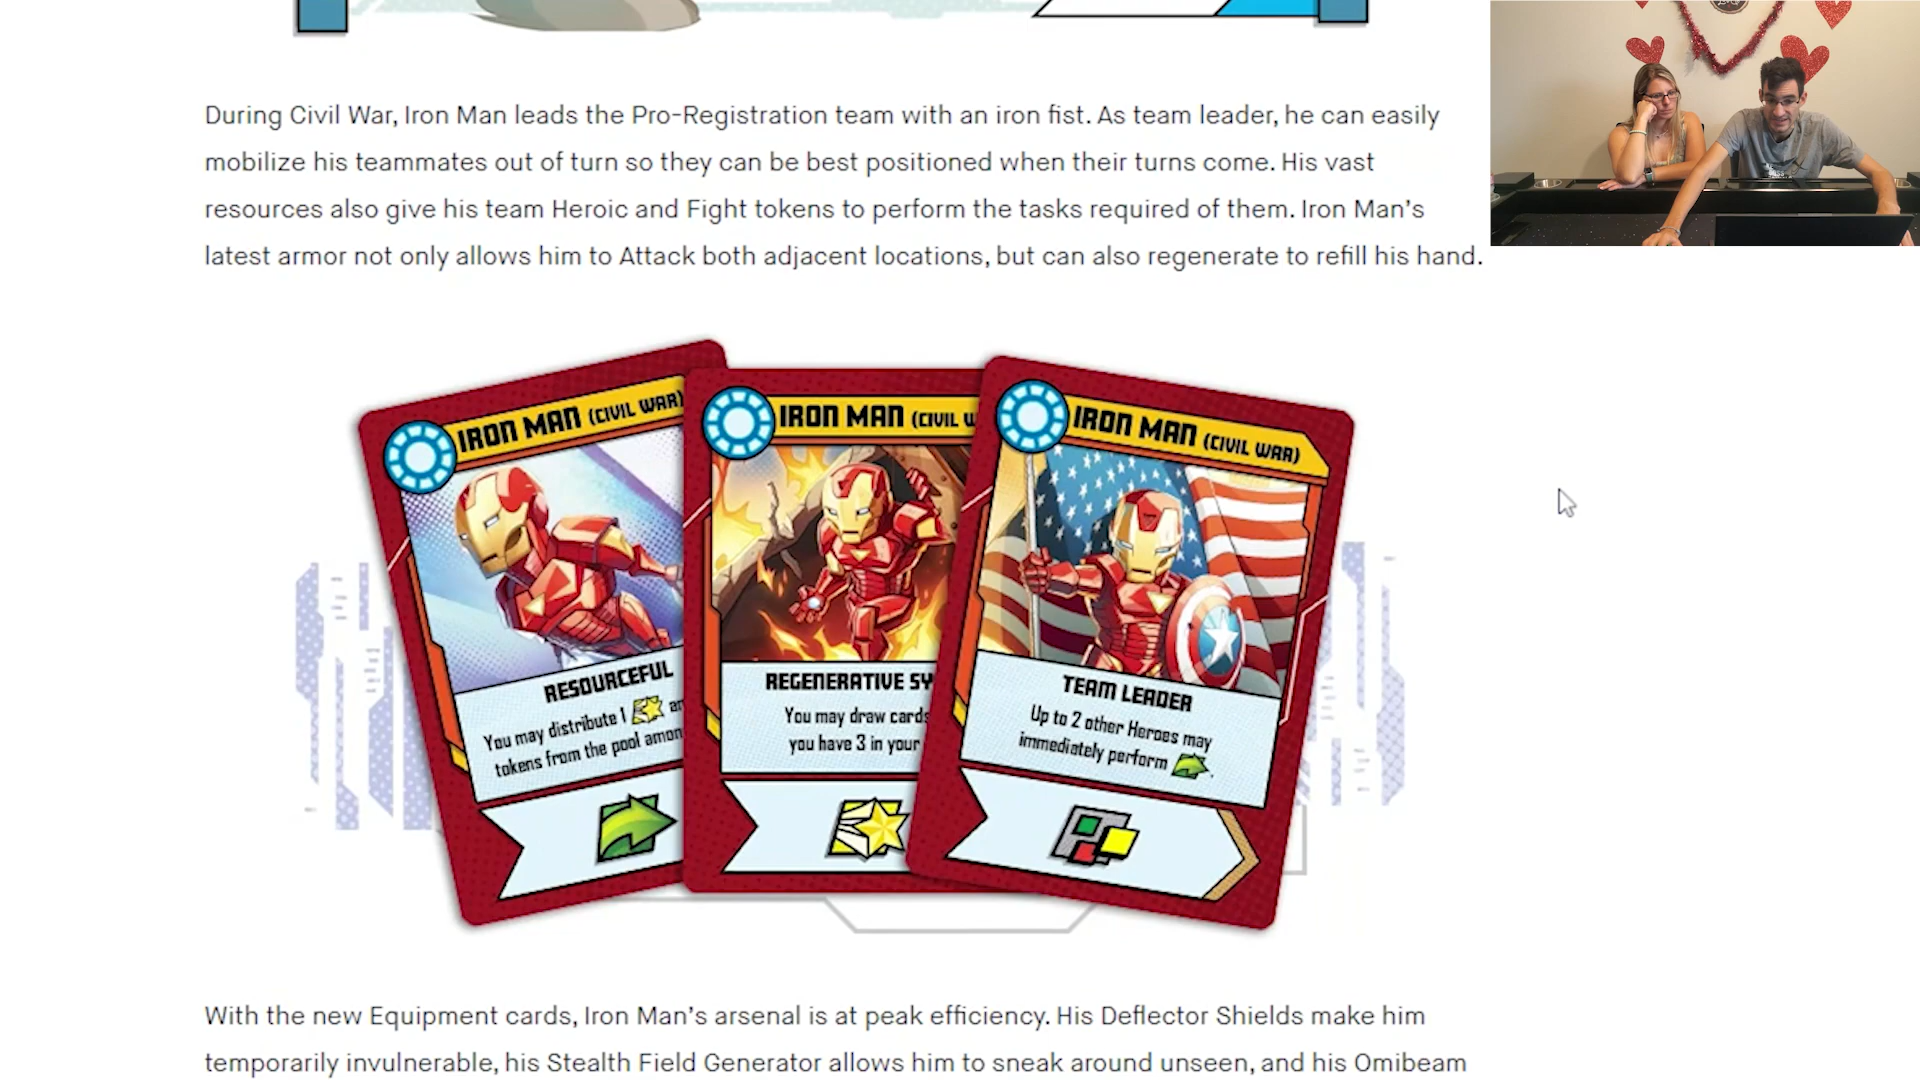 During Civil War, Iron Man leads the Pro-Registration team with an iron fist. As team leader, he can easily
mobilize his teammates out of turn so they can be best positioned when their turns come. His vast
resources also give his team Heroic and Fight tokens to perform the tasks required of them. Iron Man's
latest armor not only allows him to Attack both adjacent locations, but can also regenerate to refill his hand.
IRON MAN (CIVIL WAR)
RESOURCEFUL
You may distribute 1 an
tokens from the pool amon
IRON MAN (CIVIL W
REGENERATIVE SY
You may draw cards
you have 3 in your
IRON MAN (CIVIL WAR)
TEAM LEADER
Up to 2 other Heroes may
immediately perform .
With the new Equipment cards, Iron Man's arsenal is at peak efficiency. His Deflector Shields make him
temporarily invulnerable, his Stealth Field Generator allows him to sneak around unseen, and his Omibeam